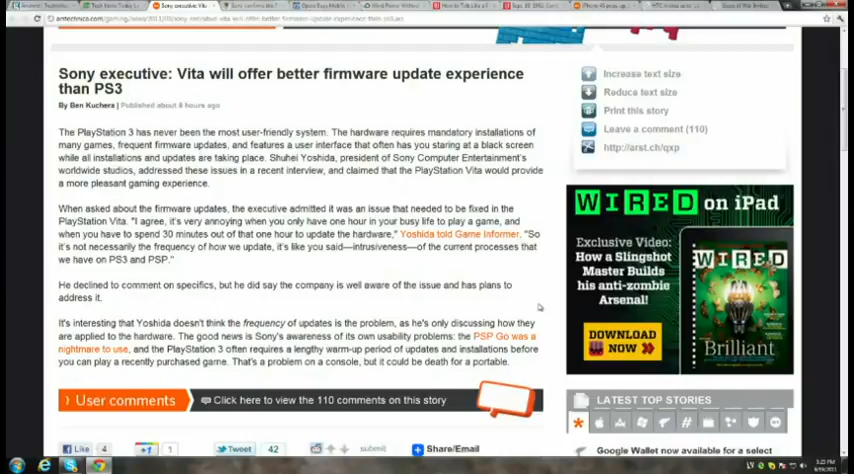 Sony executive: Vita will offer better firmware update experience
than PS3
By Ben Kuchera | Published about 8 hours ago
The PlayStation 3 has never been the most user-friendly system. The hardware requires mandatory installations of
many games, frequent firmware updates, and features a user interface that often has you staring at a black screen
while all installations and updates are taking place. Shuhei Yoshida, president of Sony Computer Entertainment's
worldwide studios, addressed these issues in a recent interview, and claimed that the PlayStation Vita would provide
a more pleasant gaming experience.
When asked about the firmware updates, the executive admitted it was an issue that needed to be fixed in the
PlayStation Vita. "I agree, it's very annoying when you only have one hour in your busy life to play a game, and
when you have to spend 30 minutes out of that one hour to update the hardware," Yoshida told Game Informer. "So
it's not necessarily the frequency of how we update, it's like you said—intrusiveness—of the current processes that
we have on PS3 and PSP."
He declined to comment on specifics, but he did say the company is well aware of the issue and has plans to
address it.
It's interesting that Yoshida doesn't think the frequency of updates is the problem, as he's only discussing how they
are applied to the hardware. The good news is Sony's awareness of its own usability problems: the PSP Go was a
nightmare to use, and the PlayStation 3 often requires a lengthy warm-up period of updates and installations before
you can play a recently purchased game. That's a problem on a console, but it could be death for a portable.
User comments
Click here to view the 110 comments on this story
Like 4
+1 1
Tweet 42
submit
Share/Email
Increase text size
Reduce text size
Print this story
Leave a comment (110)
http://arst.ch/qxp
WIRED on iPad
Exclusive Video:
How a Slingshot
Master Builds
his anti-zombie
Arsenal!
DOWNLOAD
NOW
WIRED
Brilliant
LATEST TOP STORIES
Google Wallet now available for a select
3:22 PM